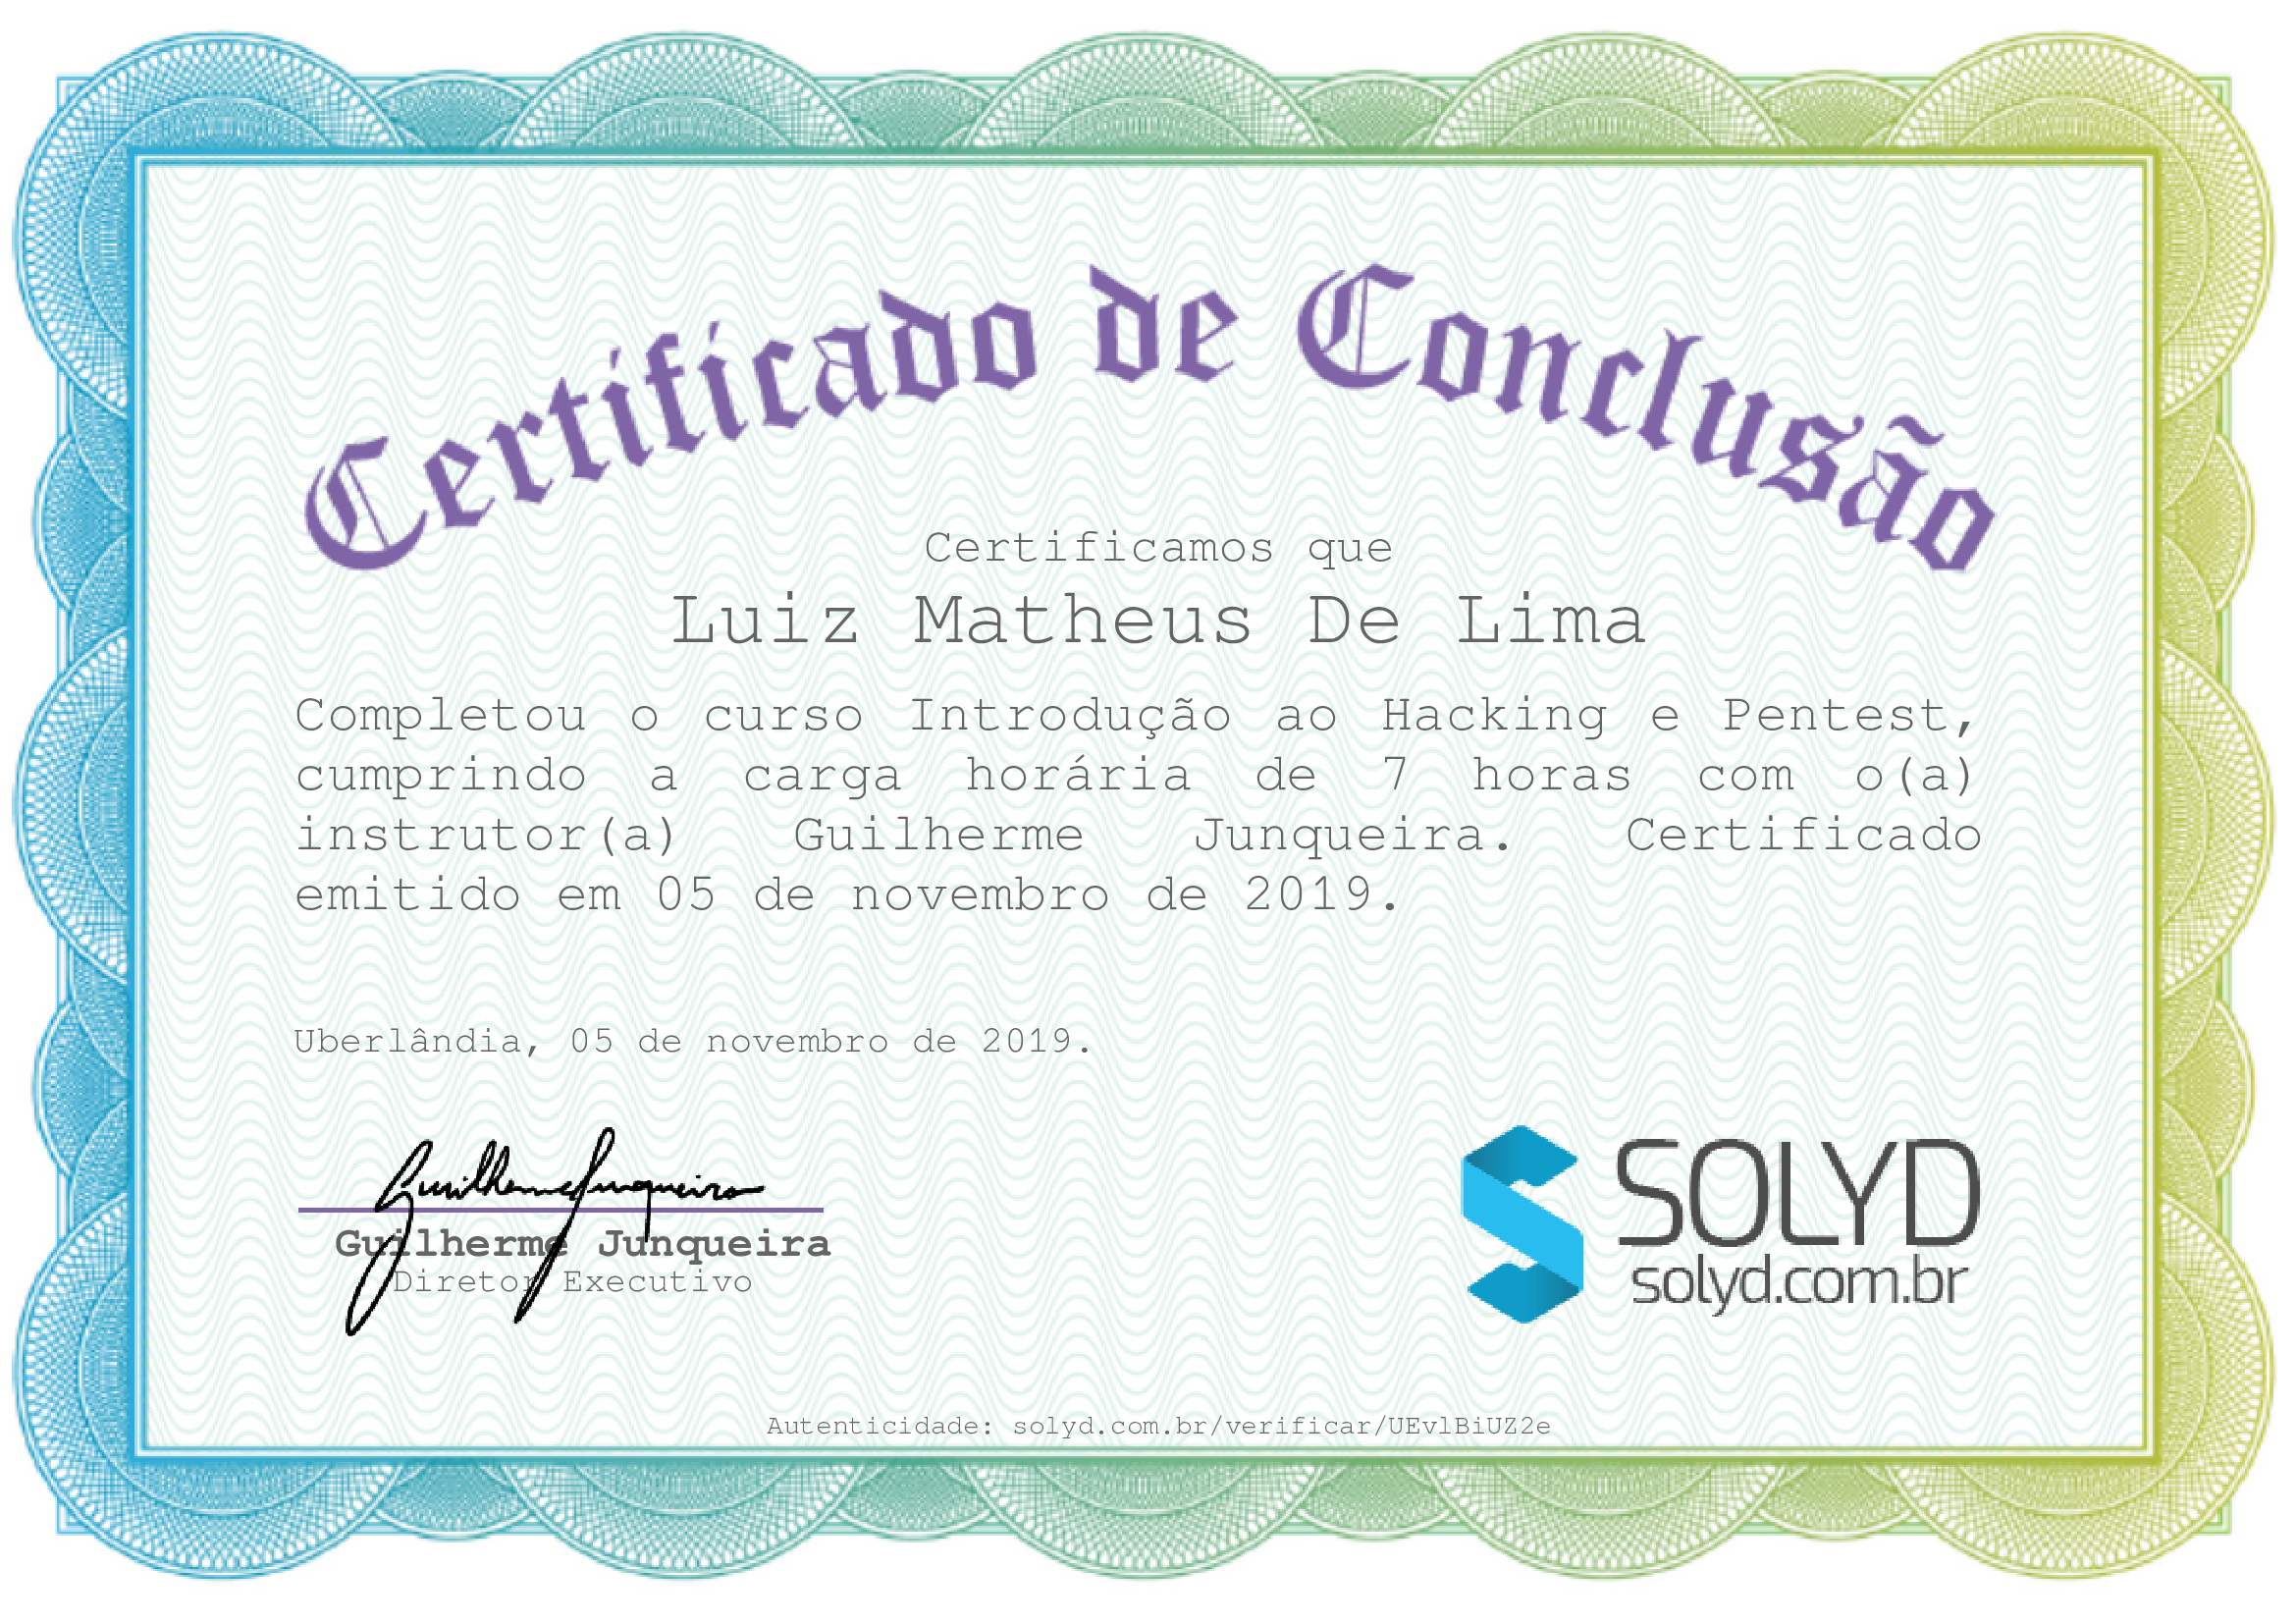 Certificado de Conclusão
Certificamos que
Luiz Matheus De Lima
Completou o curso Introdução ao Hacking e Pentest,
cumprindo a carga horária de 7 horas com o(a)
instrutor(a) Guilherme Junqueira. Certificado
emitido em 05 de novembro de 2019.
Uberlândia, 05 de novembro de 2019.
Guilherme Junqueira
Guilherme Junqueira
Diretor Executivo
SOLYD
solyd.com.br
Autenticidade: solyd.com.br/verificar/UEvlBiUZ2e